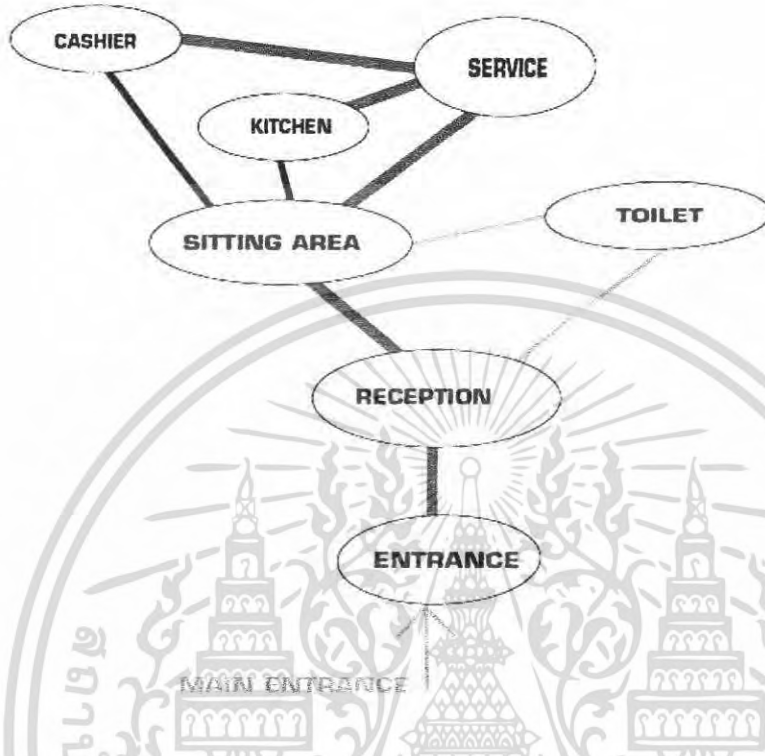 CASHIER
SERVICE
KITCHEN
SITTING AREA
TOILET
RECEPTION
ENTRANCE
MAIN ENTRANCE